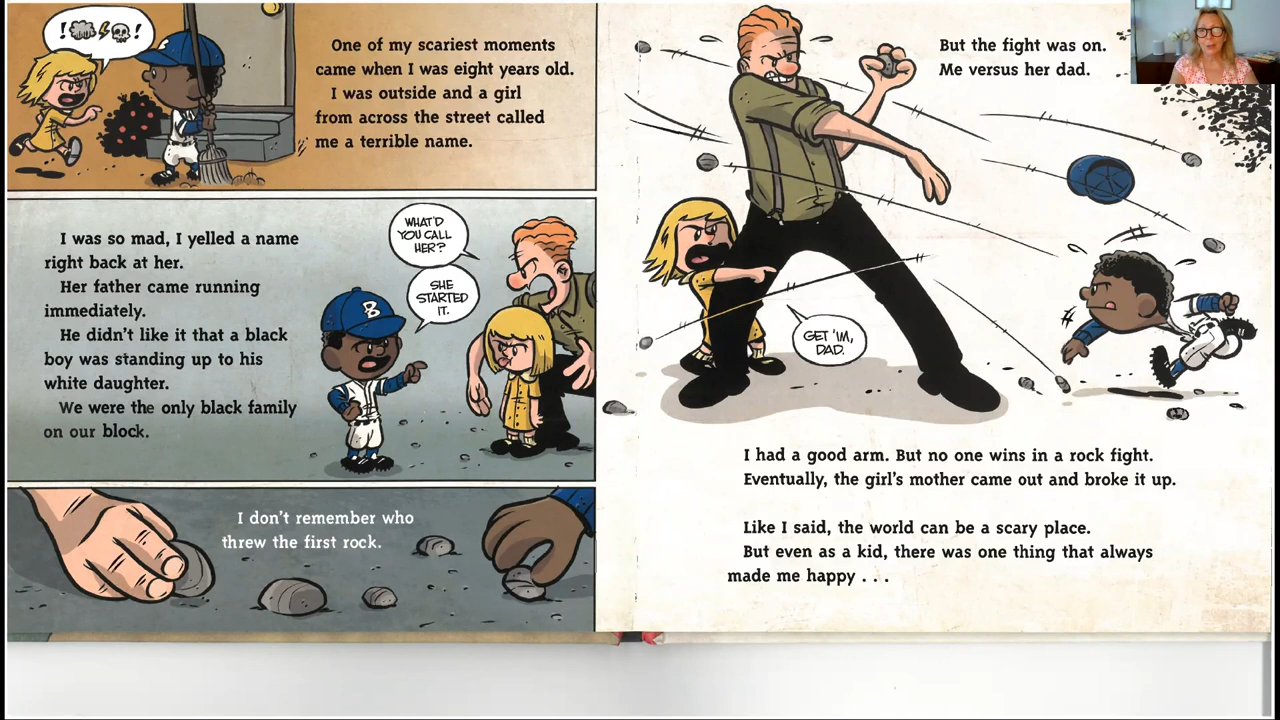 ! !
One of my scariest moments
came when I was eight years old.
I was outside and a girl
from across the street called
me a terrible name.
I was so mad, I yelled a name
right back at her.
Her father came running
immediately.
He didn't like it that a black
boy was standing up to his
white daughter.
We were the only black family
on our block.
WHAT'D
YOU CALL
HER?
SHE
STARTED
IT.
B
I don't remember who
threw the first rock.
But the fight was on.
Me versus her dad.
GET 'IM,
DAD.
I had a good arm. But no one wins in a rock fight.
Eventually, the girl's mother came out and broke it up.
Like I said, the world can be a scary place.
But even as a kid, there was one thing that always
made me happy . . .